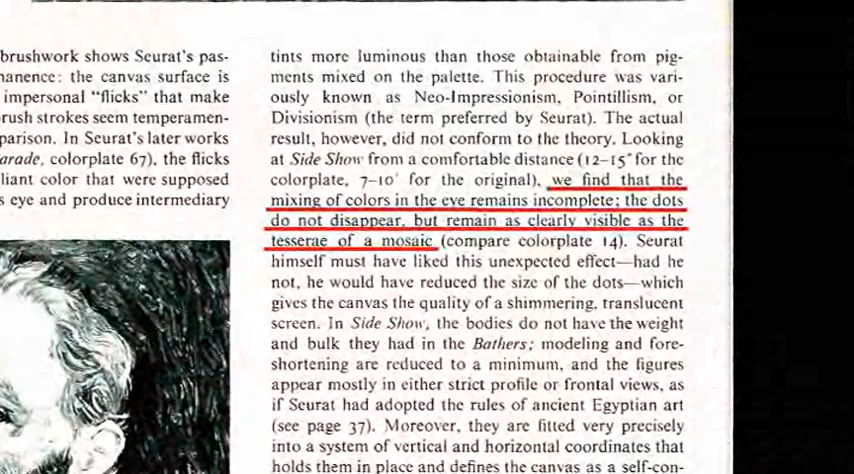 brushwork shows Seurat's pas-
the canvas surface is
impersonal "flicks" that make
strokes seem temperamen-
In Seurat's later works
colorplate 67), the flicks
color that were supposed
eye and produce intermediary
tints more luminous than those obtainable from pig-
ments mixed on the palette. This procedure was vari-
ously known as Neo-Impressionism, Pointillism, or
Divisionism (the term preferred by Seurat). The actual
result, however, did not conform to the theory. Looking
at Side Show from a comfortable distance (12–15" for the
colorplate, 7–10' for the original), we find that the
mixing of colors in the eye remains incomplete; the dots
do not disappear, but remain as clearly visible as the
tesserae of a mosaic (compare colorplate 14). Seurat
himself must have liked this unexpected effect—had he
not, he would have reduced the size of the dots—which
gives the canvas the quality of a shimmering, translucent
screen. In Side Show, the bodies do not have the weight
and bulk they had in the Bathers; modeling and fore-
shortening are reduced to a minimum, and the figures
appear mostly in either strict profile or frontal views, as
if Seurat had adopted the rules of ancient Egyptian art
(see page 37). Moreover, they are fitted very precisely
into a system of vertical and horizontal coordinates that
holds them in place and defines the canvas as a self-con-